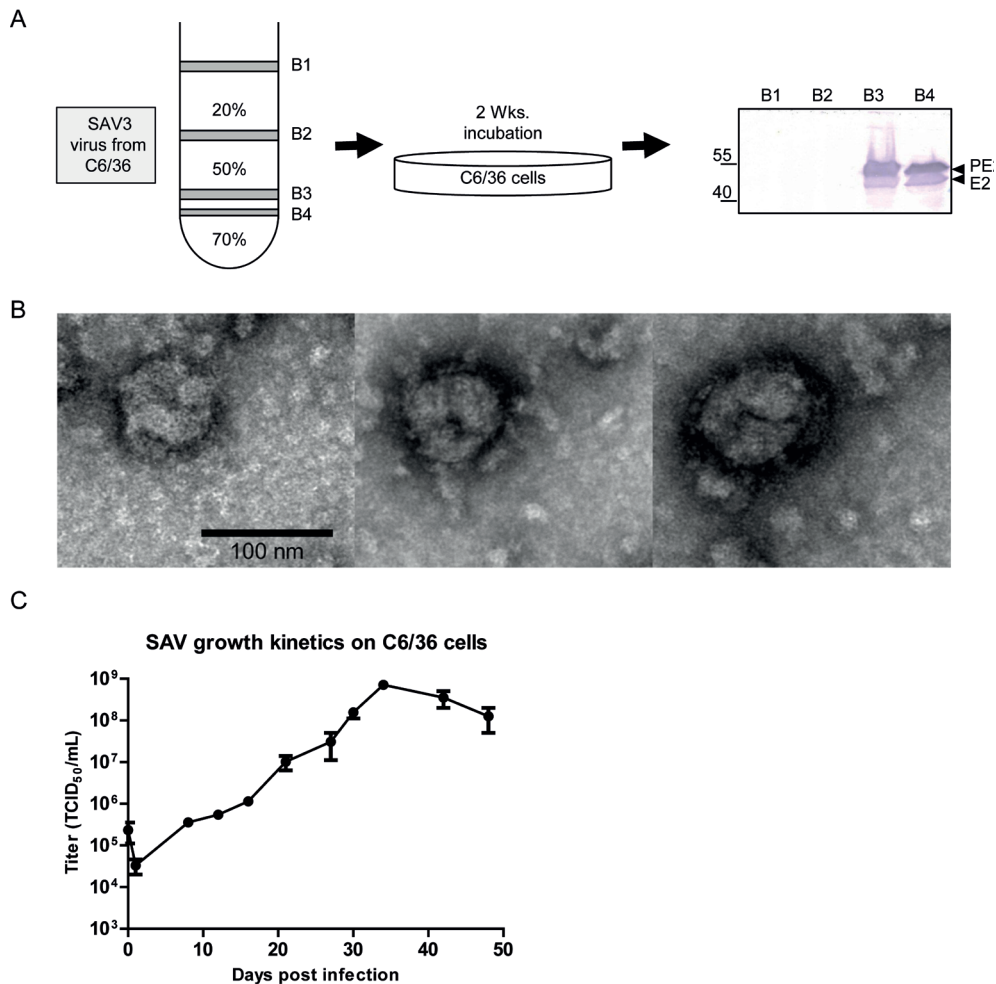 A
SAV3
virus from
C6/36
B1
20%
B2
50%
B3
B4
70%
2 Wks.
incubation
C6/36 cells
B1 B2 B3 B4
55
40
PE2
E2
B
100 nm
C
SAV growth kinetics on C6/36 cells
Titer (TCID50/mL)
10⁹
10⁸
10⁷
10⁶
10⁵
10⁴
10³
0 10 20 30 40 50
Days post infection